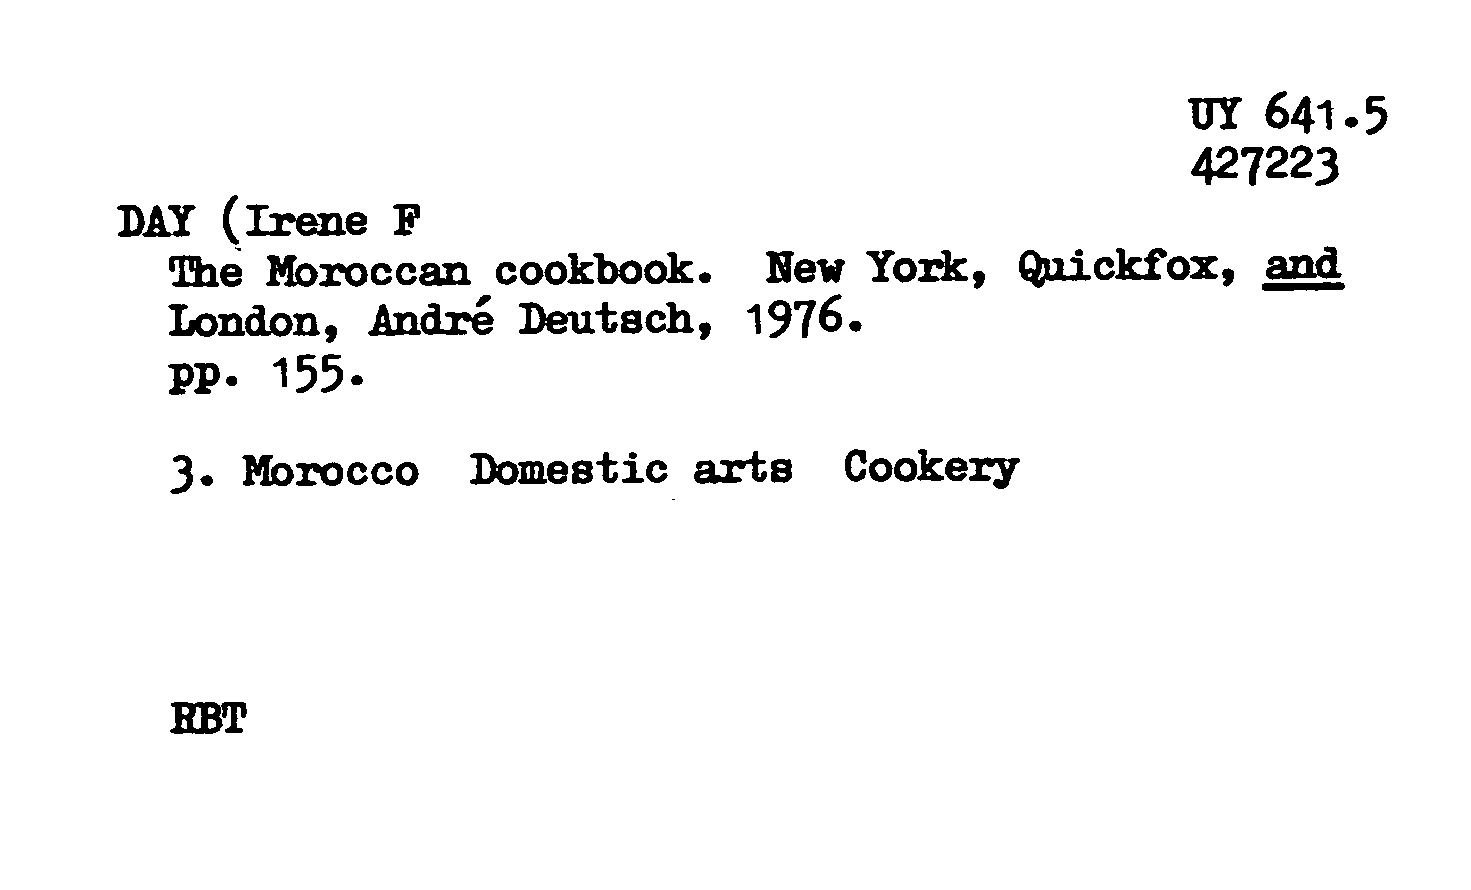 UY 641.5
427223
DAY (Irene F
The Moroccan cookbook. New York, Quickfox, and
London, André Deutsch, 1976.
pp. 155.
3. Morocco Domestic arts Cookery
RBT